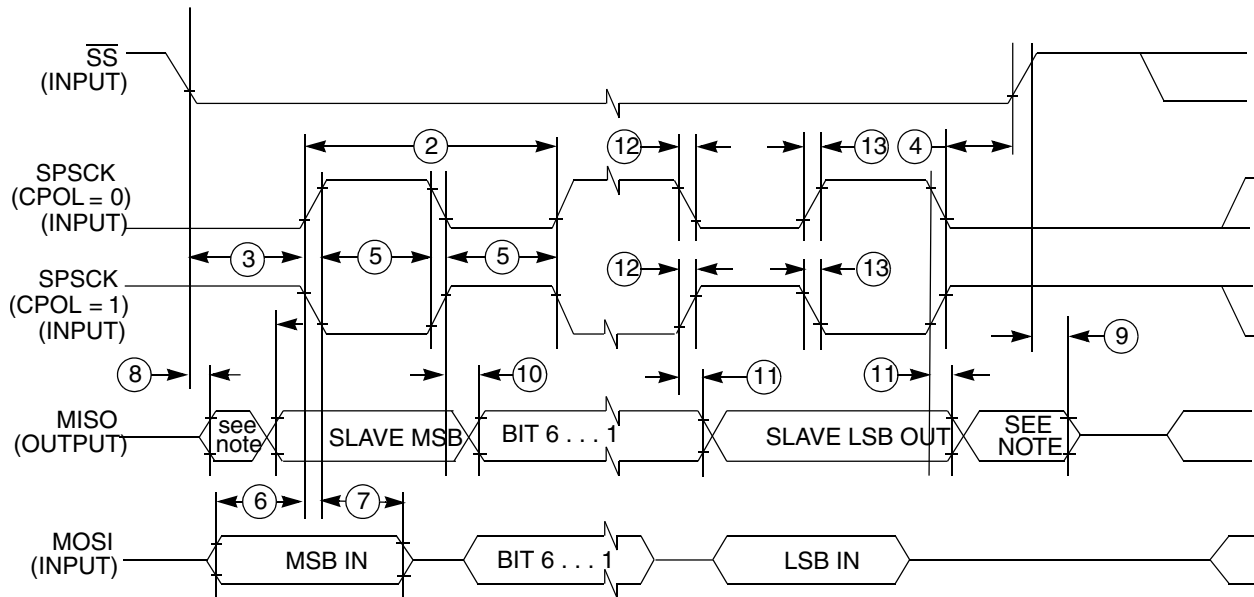 SS
(INPUT)
2
12
13
4
SPSCK
(CPOL = 0)
(INPUT)
3
5
5
12
13
SPSCK
(CPOL = 1)
(INPUT)
9
8
10
11
11
MISO
(OUTPUT)
see
note
SLAVE MSB
BIT 6 . . . 1
SLAVE LSB OUT
SEE
NOTE
6
7
MOSI
(INPUT)
MSB IN
BIT 6 . . . 1
LSB IN